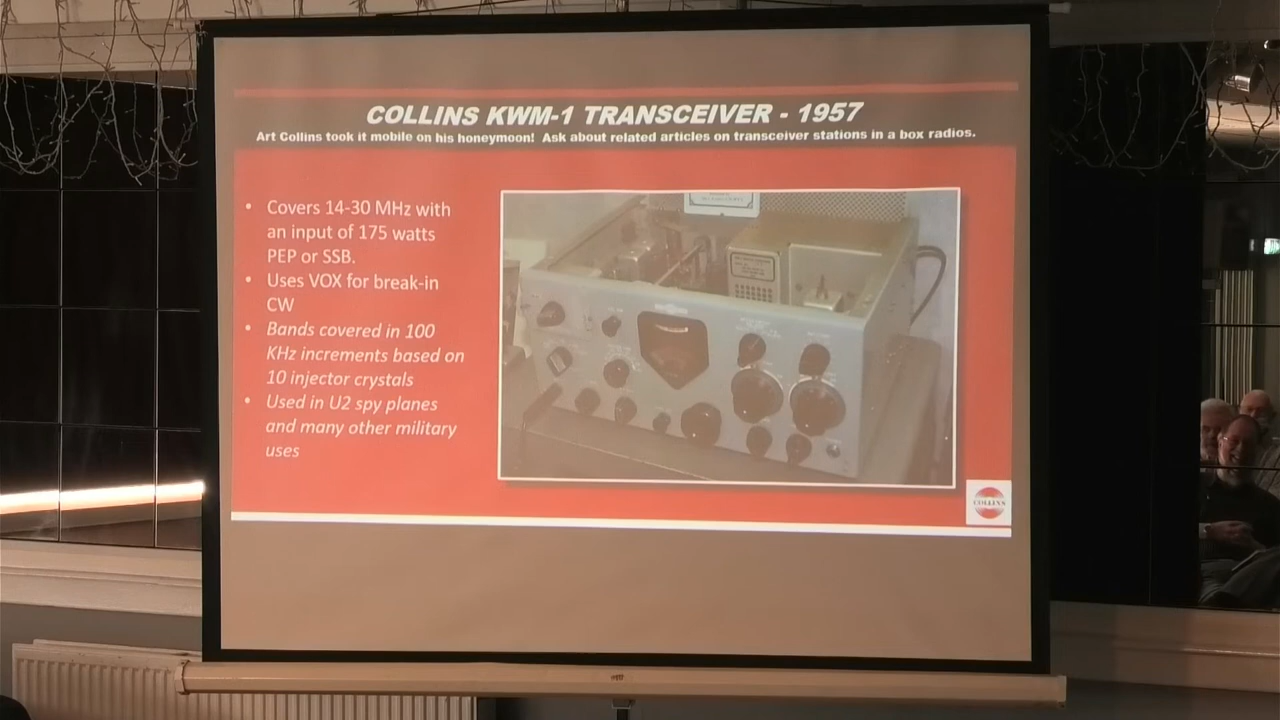 COLLINS KWM-1 TRANSCEIVER - 1957
Art Collins took it mobile on his honeymoon! Ask about related articles on transceiver stations in a box radios.
• Covers 14-30 MHz with
an input of 175 watts
PEP or SSB.
• Uses VOX for break-in
CW
• Bands covered in 100
KHz increments based on
10 injector crystals
• Used in U2 spy planes
and many other military
uses
COLLINS